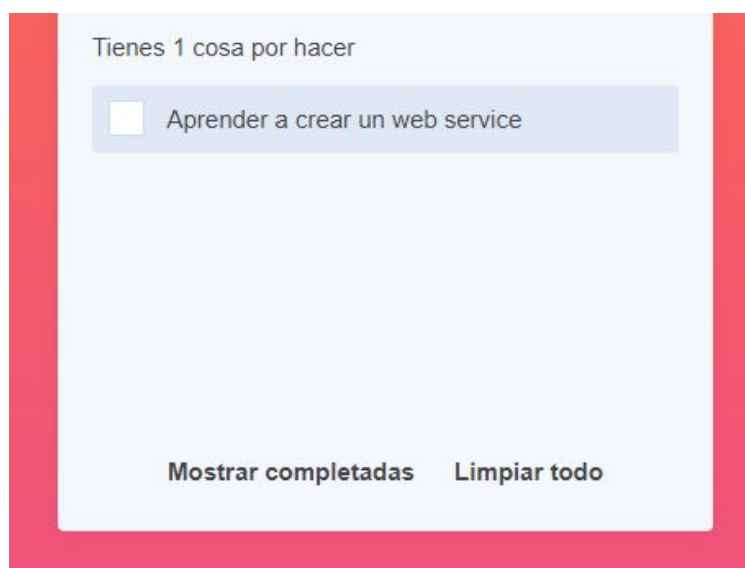 Tienes 1 cosa por hacer
Aprender a crear un web service
Mostrar completadas Limpiar todo